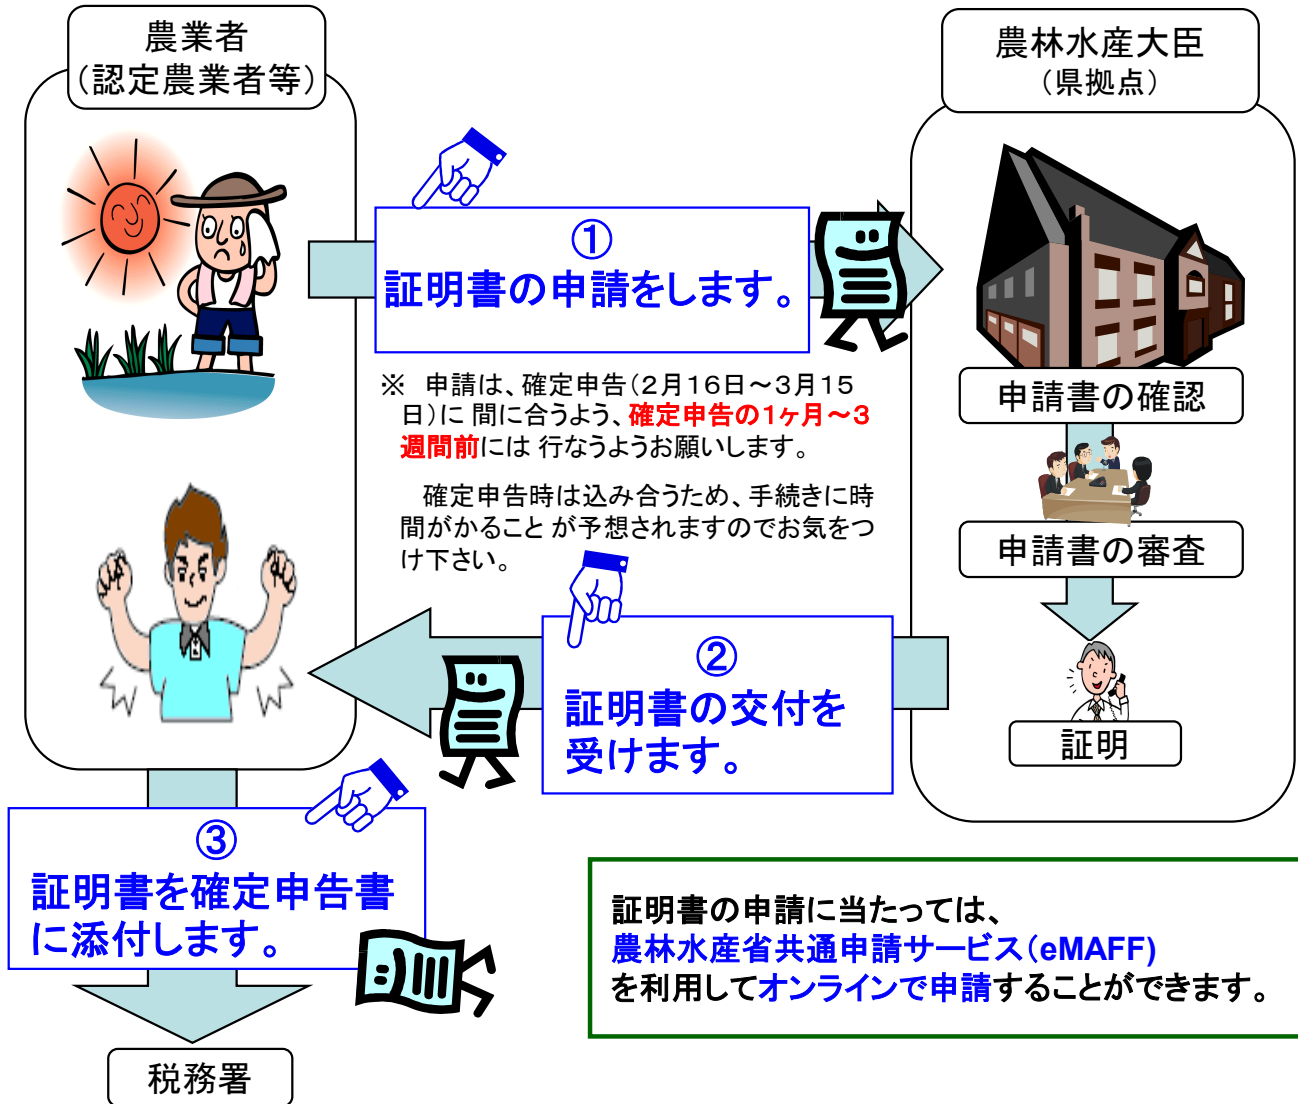 農業者
（認定農業者等）
農林水産大臣
（県拠点）
①
証明書の申請をします。
※　申請は、確定申告（２月１６日～３月１５
日）に 間に合うよう、確定申告の１ヶ月～３
週間前には 行なうようお願いします。
確定申告時は込み合うため、手続きに時
間がかること が予想されますのでお気をつ
け下さい。
申請書の確認
申請書の審査
証明
②
証明書の交付を
受けます。
③
証明書を確定申告書
に添付します。
税務署
証明書の申請に当たっては、
農林水産省共通申請サービス（eMAFF)
を利用してオンラインで申請することができます。